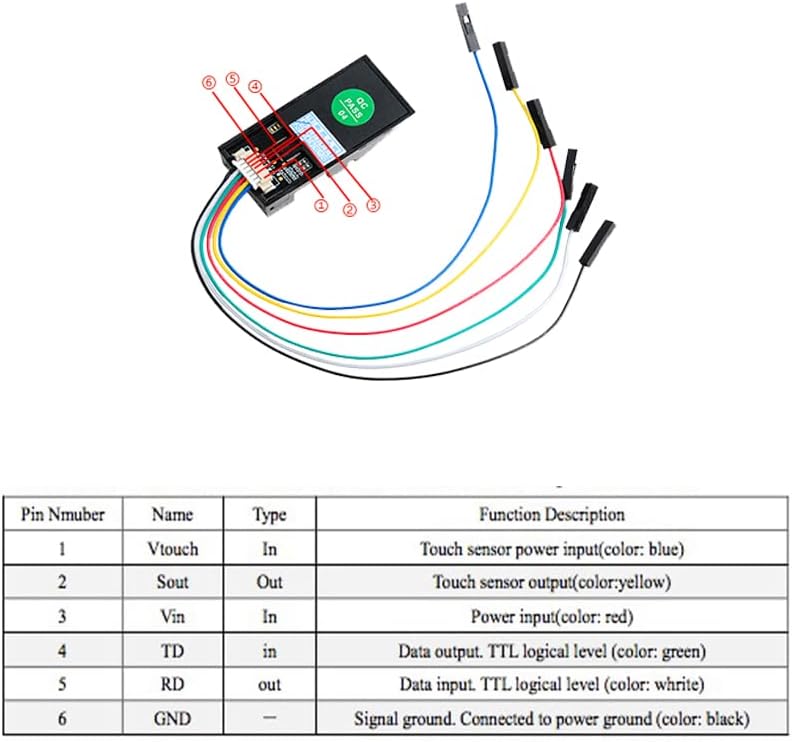 ⑥ ⑤ ④
QC
PASS
04
① ② ③
Pin Nmuber Name Type Function Description
1 Vtouch In Touch sensor power input(color: blue)
2 Sout Out Touch sensor output(color:yellow)
3 Vin In Power input(color: red)
4 TD in Data output. TTL logical level (color: green)
5 RD out Data input. TTL logical level (color: whrite)
6 GND — Signal ground. Connected to power ground (color: black)